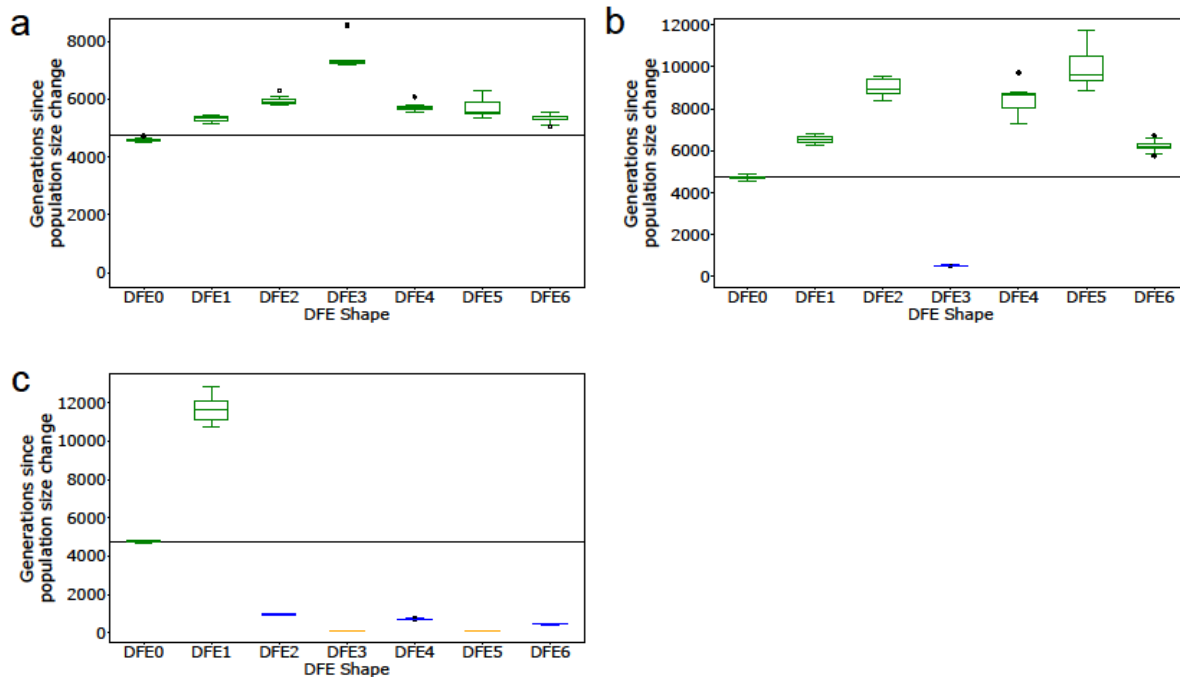 a
Generations since
population size change
8000
6000
4000
2000
0
DFE0 DFE1 DFE2 DFE3 DFE4 DFE5 DFE6
DFE Shape
b
Generations since
population size change
12000
10000
8000
6000
4000
2000
0
DFE0 DFE1 DFE2 DFE3 DFE4 DFE5 DFE6
DFE Shape
c
Generations since
population size change
12000
10000
8000
6000
4000
2000
0
DFE0 DFE1 DFE2 DFE3 DFE4 DFE5 DFE6
DFE Shape